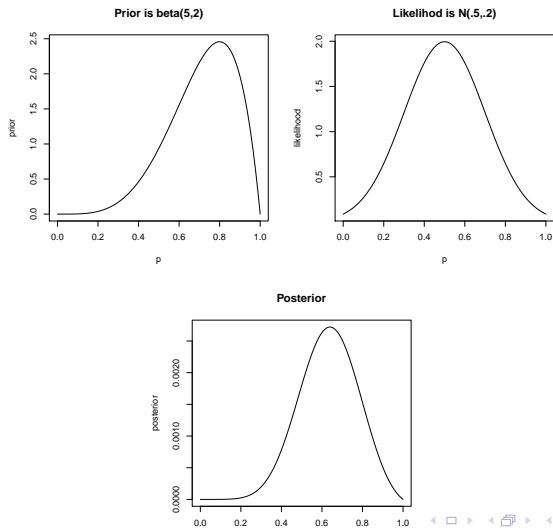 Prior is beta(5,2)
prior
0.0 0.5 1.0 1.5 2.0 2.5
0.0 0.2 0.4 0.6 0.8 1.0
p
Likelihod is N(.5,.2)
likelihood
0.5 1.0 1.5 2.0
0.0 0.2 0.4 0.6 0.8 1.0
p
Posterior
posterior
0.0000 0.0010 0.0020
0.0 0.2 0.4 0.6 0.8 1.0